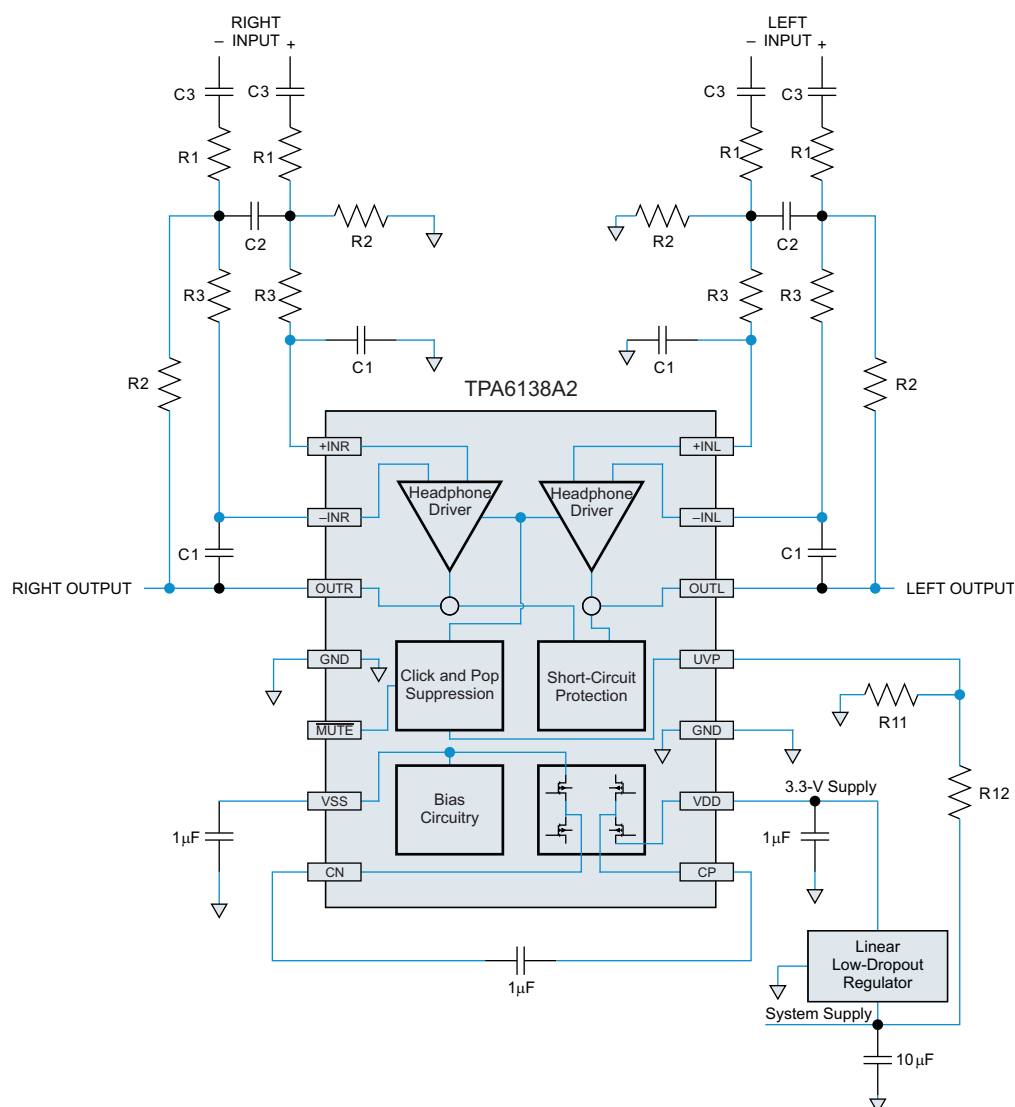 RIGHT
INPUT
– +
LEFT
INPUT
– +
C3
C3
C3
C3
R1
R1
R1
R1
C2
R2
R2
C2
R3
R3
R3
R3
C1
C1
R2
R2
TPA6138A2
+INR
+INL
Headphone
Driver
Headphone
Driver
–INR
–INL
C1
C1
RIGHT OUTPUT
OUTR
OUTL
LEFT OUTPUT
GND
Click and Pop
Suppression
Short-Circuit
Protection
UVP
R11
MUTE
GND
R12
VSS
Bias
Circuitry
VDD
3.3-V Supply
1μF
1μF
CN
CP
1μF
Linear
Low-Dropout
Regulator
System Supply
10μF